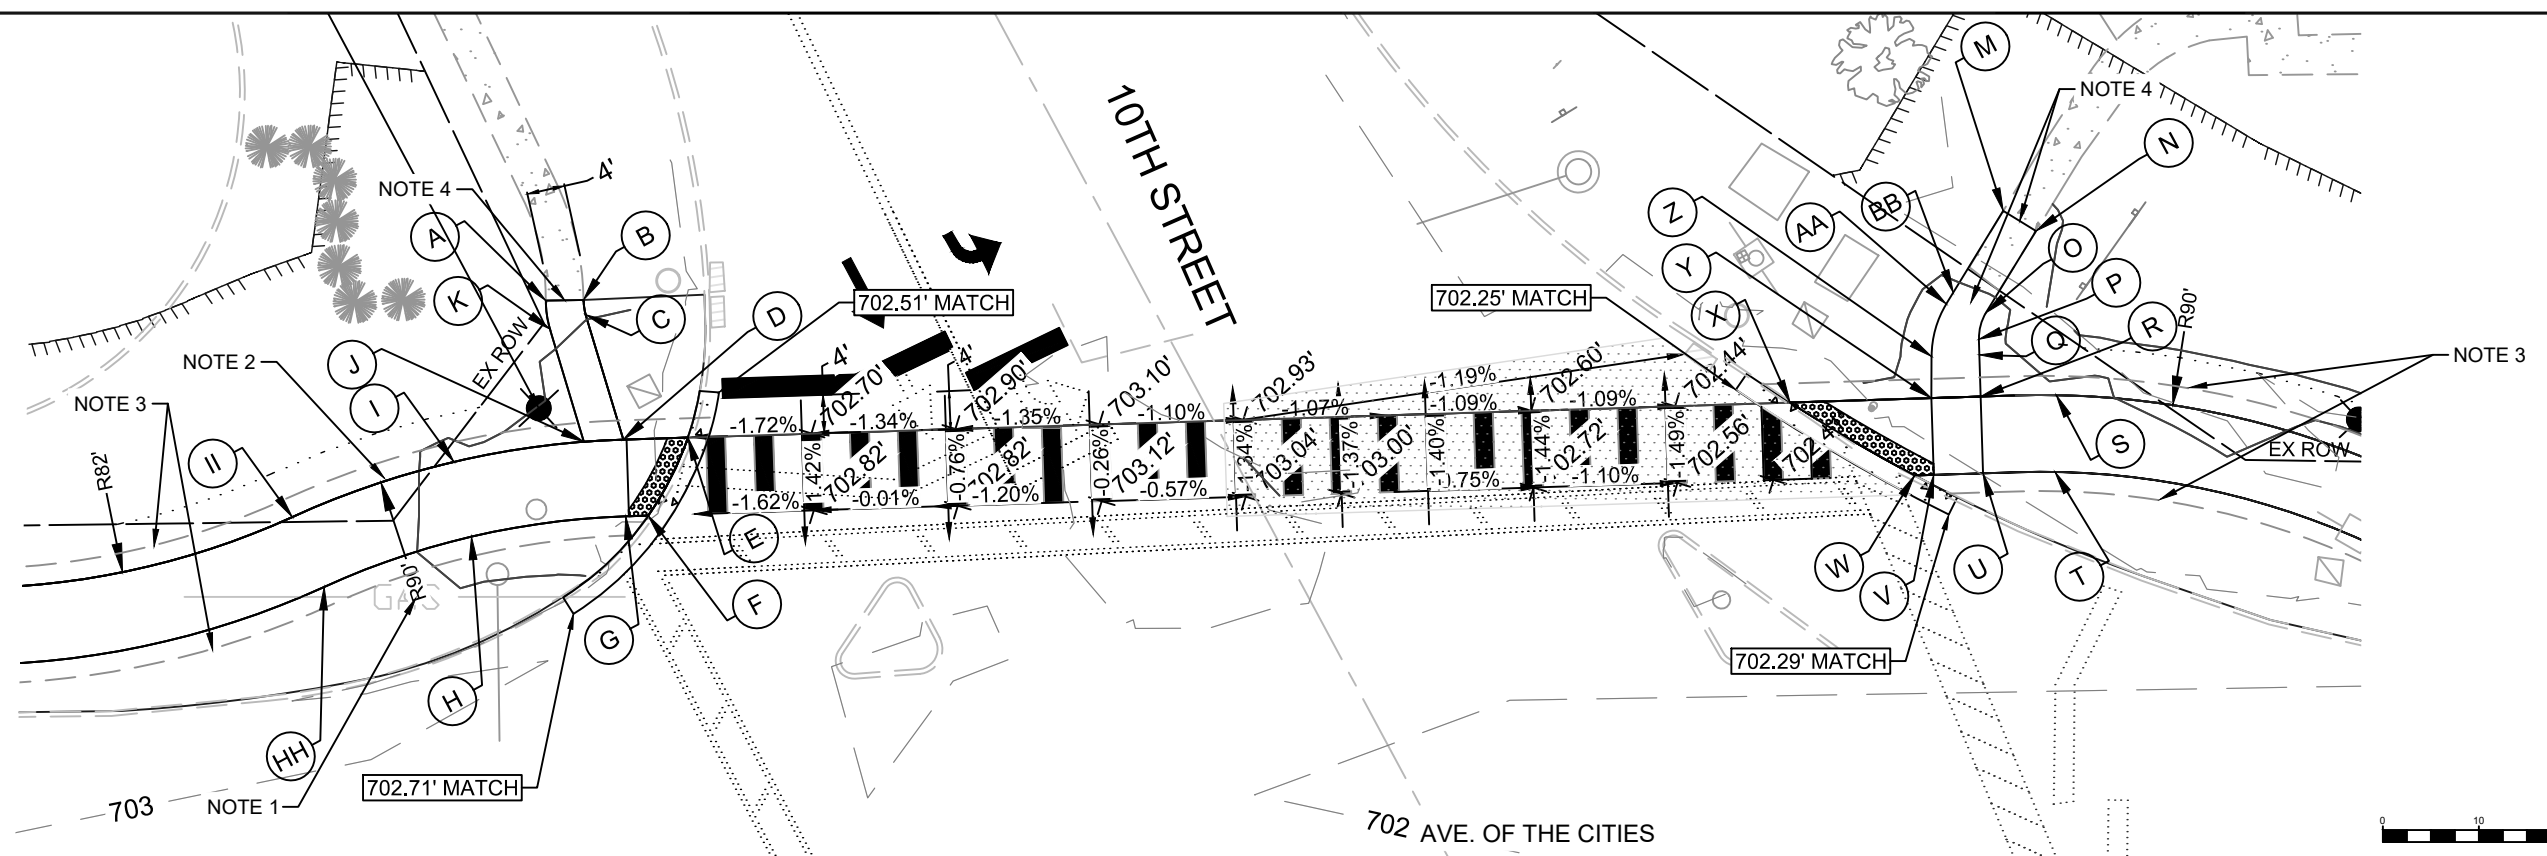 M
NOTE 4
N
4'
NOTE 4
10TH STREET
A
B
Z
AA
BB
O
K
C
D
702.51' MATCH
Y
702.25' MATCH
X
P
Q
R
R90'
EX ROW
NOTE 2
J
I
NOTE 3
4'
4'
702.70'
702.90'
703.10'
702.93'
-1.19%
702.60'
702.44'
NOTE 3
-1.72%
-1.34%
-1.35%
-1.10%
-1.07%
-1.09%
-1.09%
S
EX ROW
R82'
II
-0.76%
-0.26%
1.37%
1.40%
-1.44%
-1.49%
702.82'
702.82'
703.12'
703.04'
703.00'
702.72'
702.56'
-1.62%
-0.01%
-1.20%
-0.57%
-1.10%
E
F
G
W
V
U
T
R90'
GAS
H
HH
702.29' MATCH
702.71' MATCH
NOTE 1
703
702
AVE. OF THE CITIES
0
10